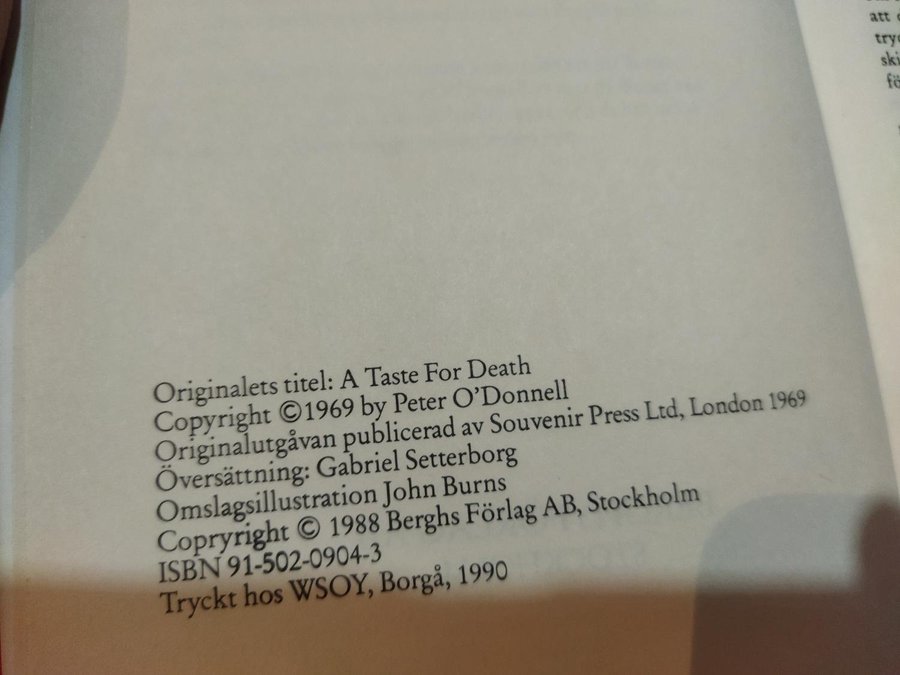 Originalets titel: A Taste For Death
Copyright ©1969 by Peter O'Donnell
Originalutgåvan publicerad av Souvenir Press Ltd, London 1969
Översättning: Gabriel Setterborg
Omslagsillustration John Burns
Copryright © 1988 Berghs Förlag AB, Stockholm
ISBN 91-502-0904-3
Tryckt hos WSOY, Borgå, 1990
att